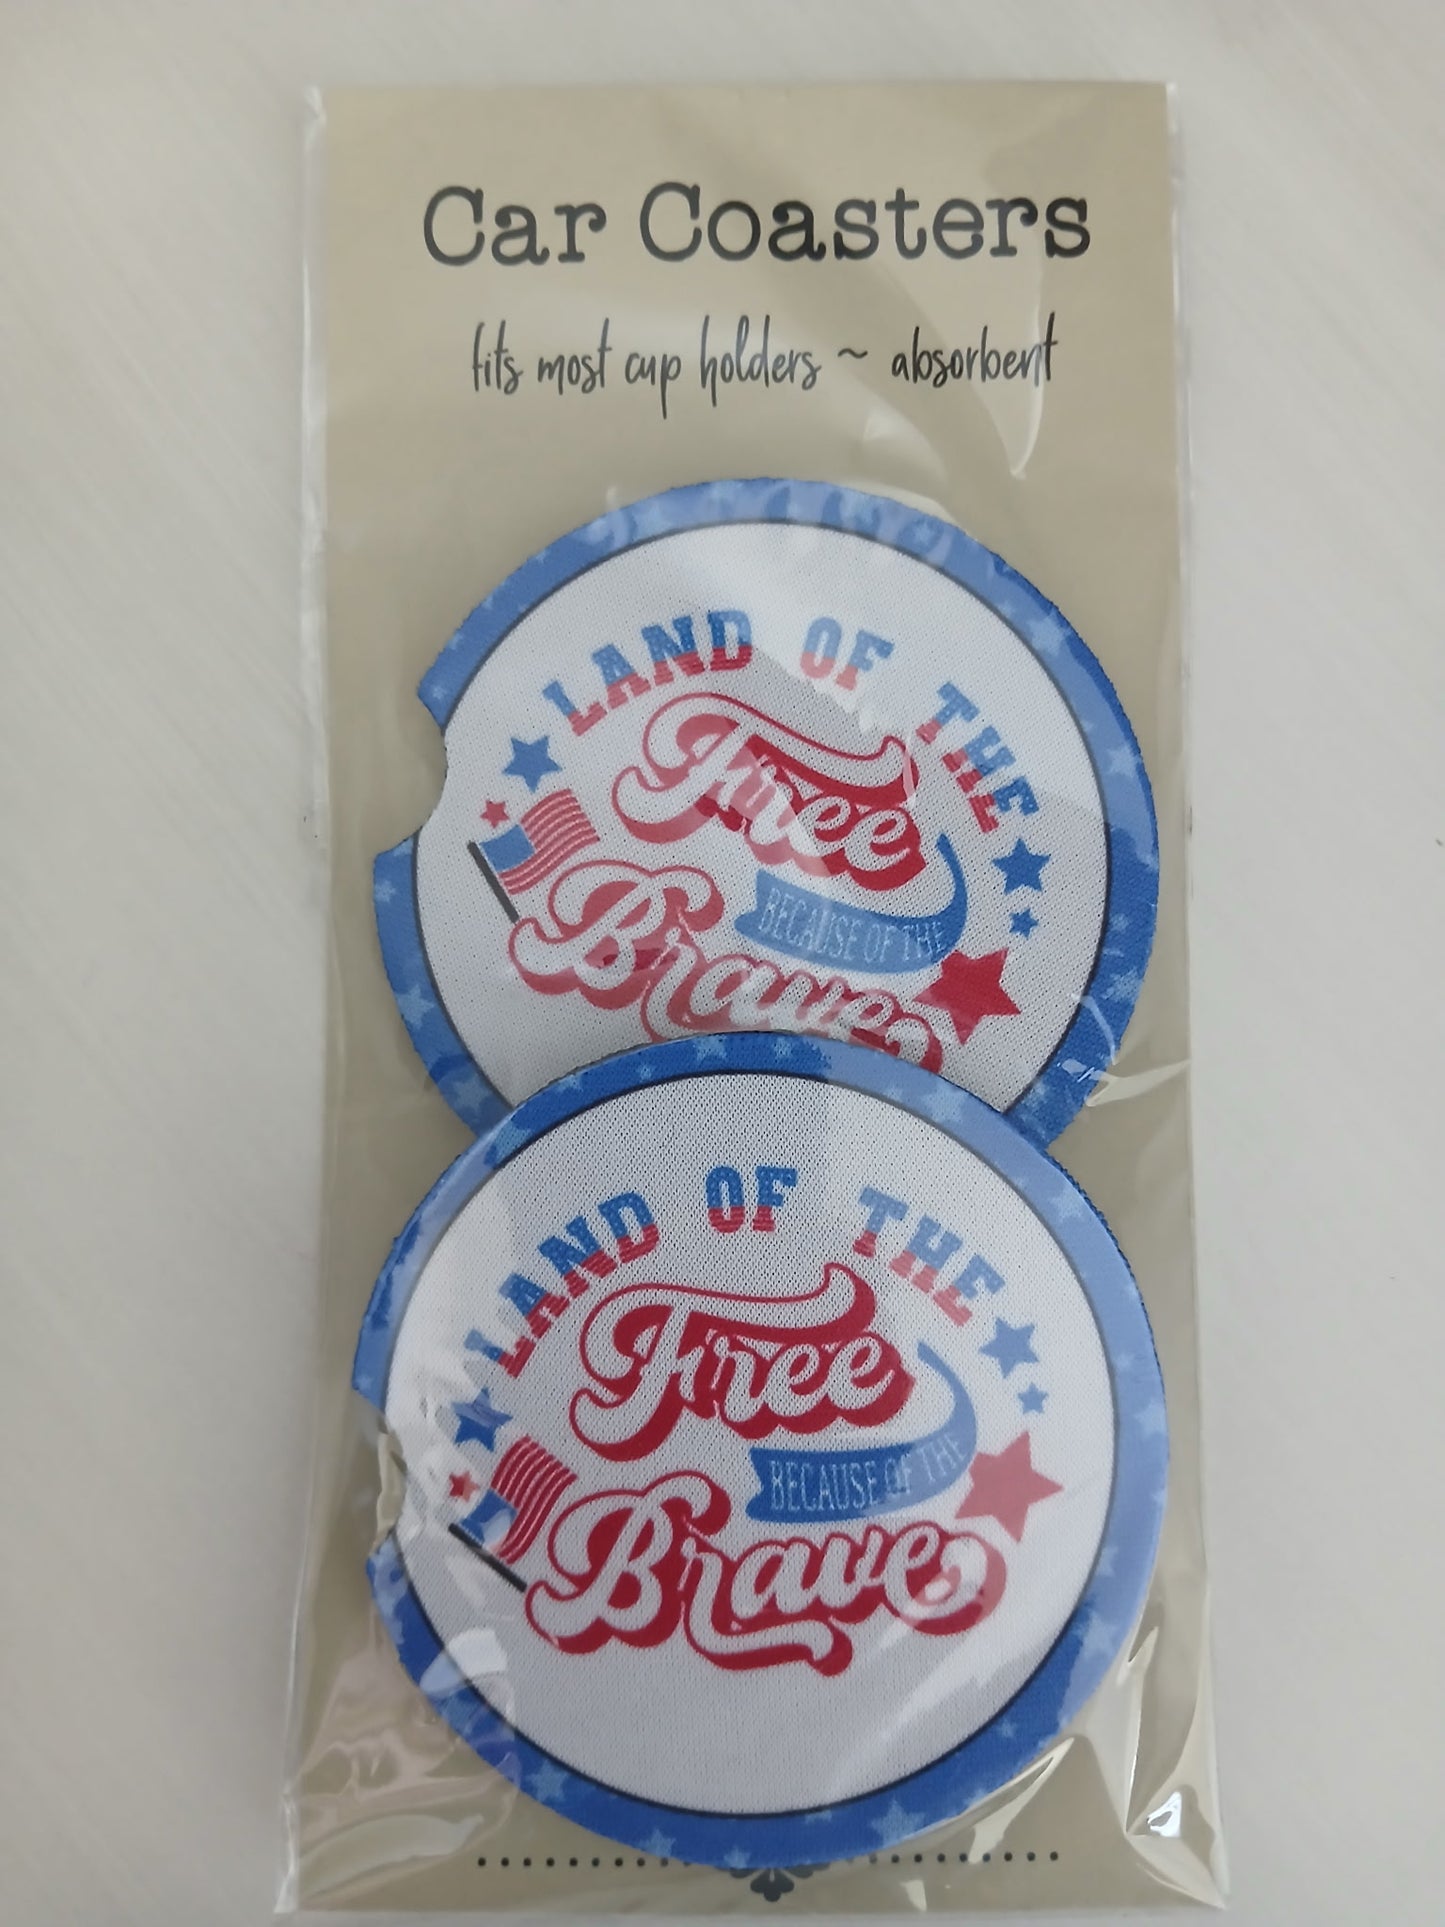 Car Coasters
fits most cup holders ~ absorbent
LAND OF THE
Free
BECAUSE OF THE
Brave
LAND OF THE
Free
BECAUSE OF THE
Brave